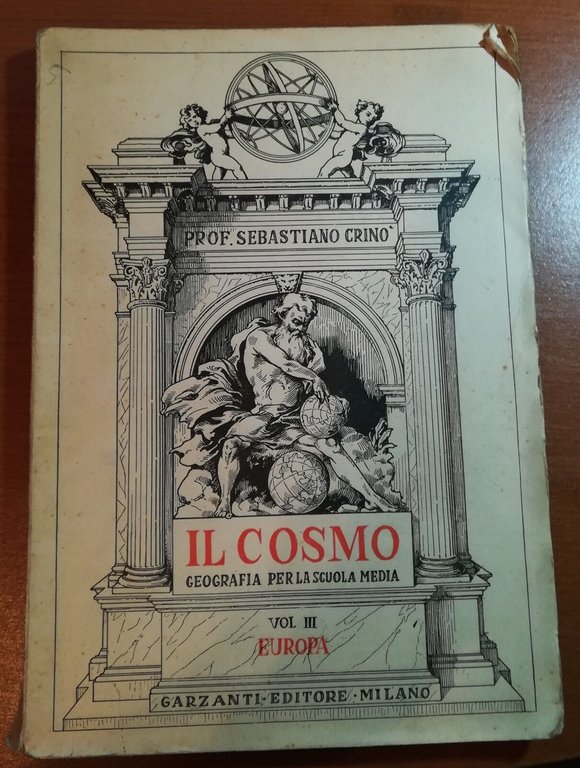 PROF. SEBASTIANO CRINO'
IL COSMO
GEOGRAFIA PER LA SCUOLA MEDIA
VOL III
EUROPA
GARZANTI·EDITORE·MILANO